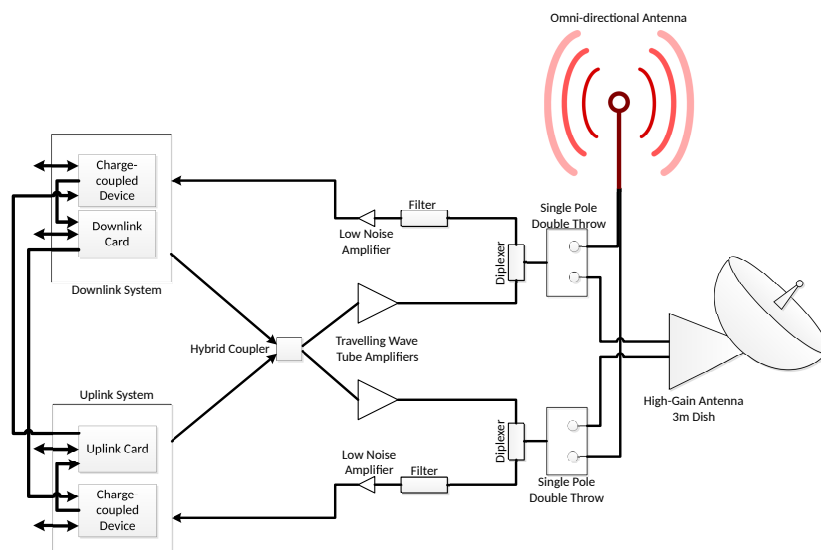 Omni-directional Antenna
Charge-
coupled
Device
Downlink
Card
Downlink System
Filter
Low Noise
Amplifier
Diplexer
Single Pole
Double Throw
Hybrid Coupler
Travelling Wave
Tube Amplifiers
High-Gain Antenna
3m Dish
Uplink System
Uplink Card
Charge
coupled
Device
Low Noise
Amplifier
Filter
Diplexer
Single Pole
Double Throw